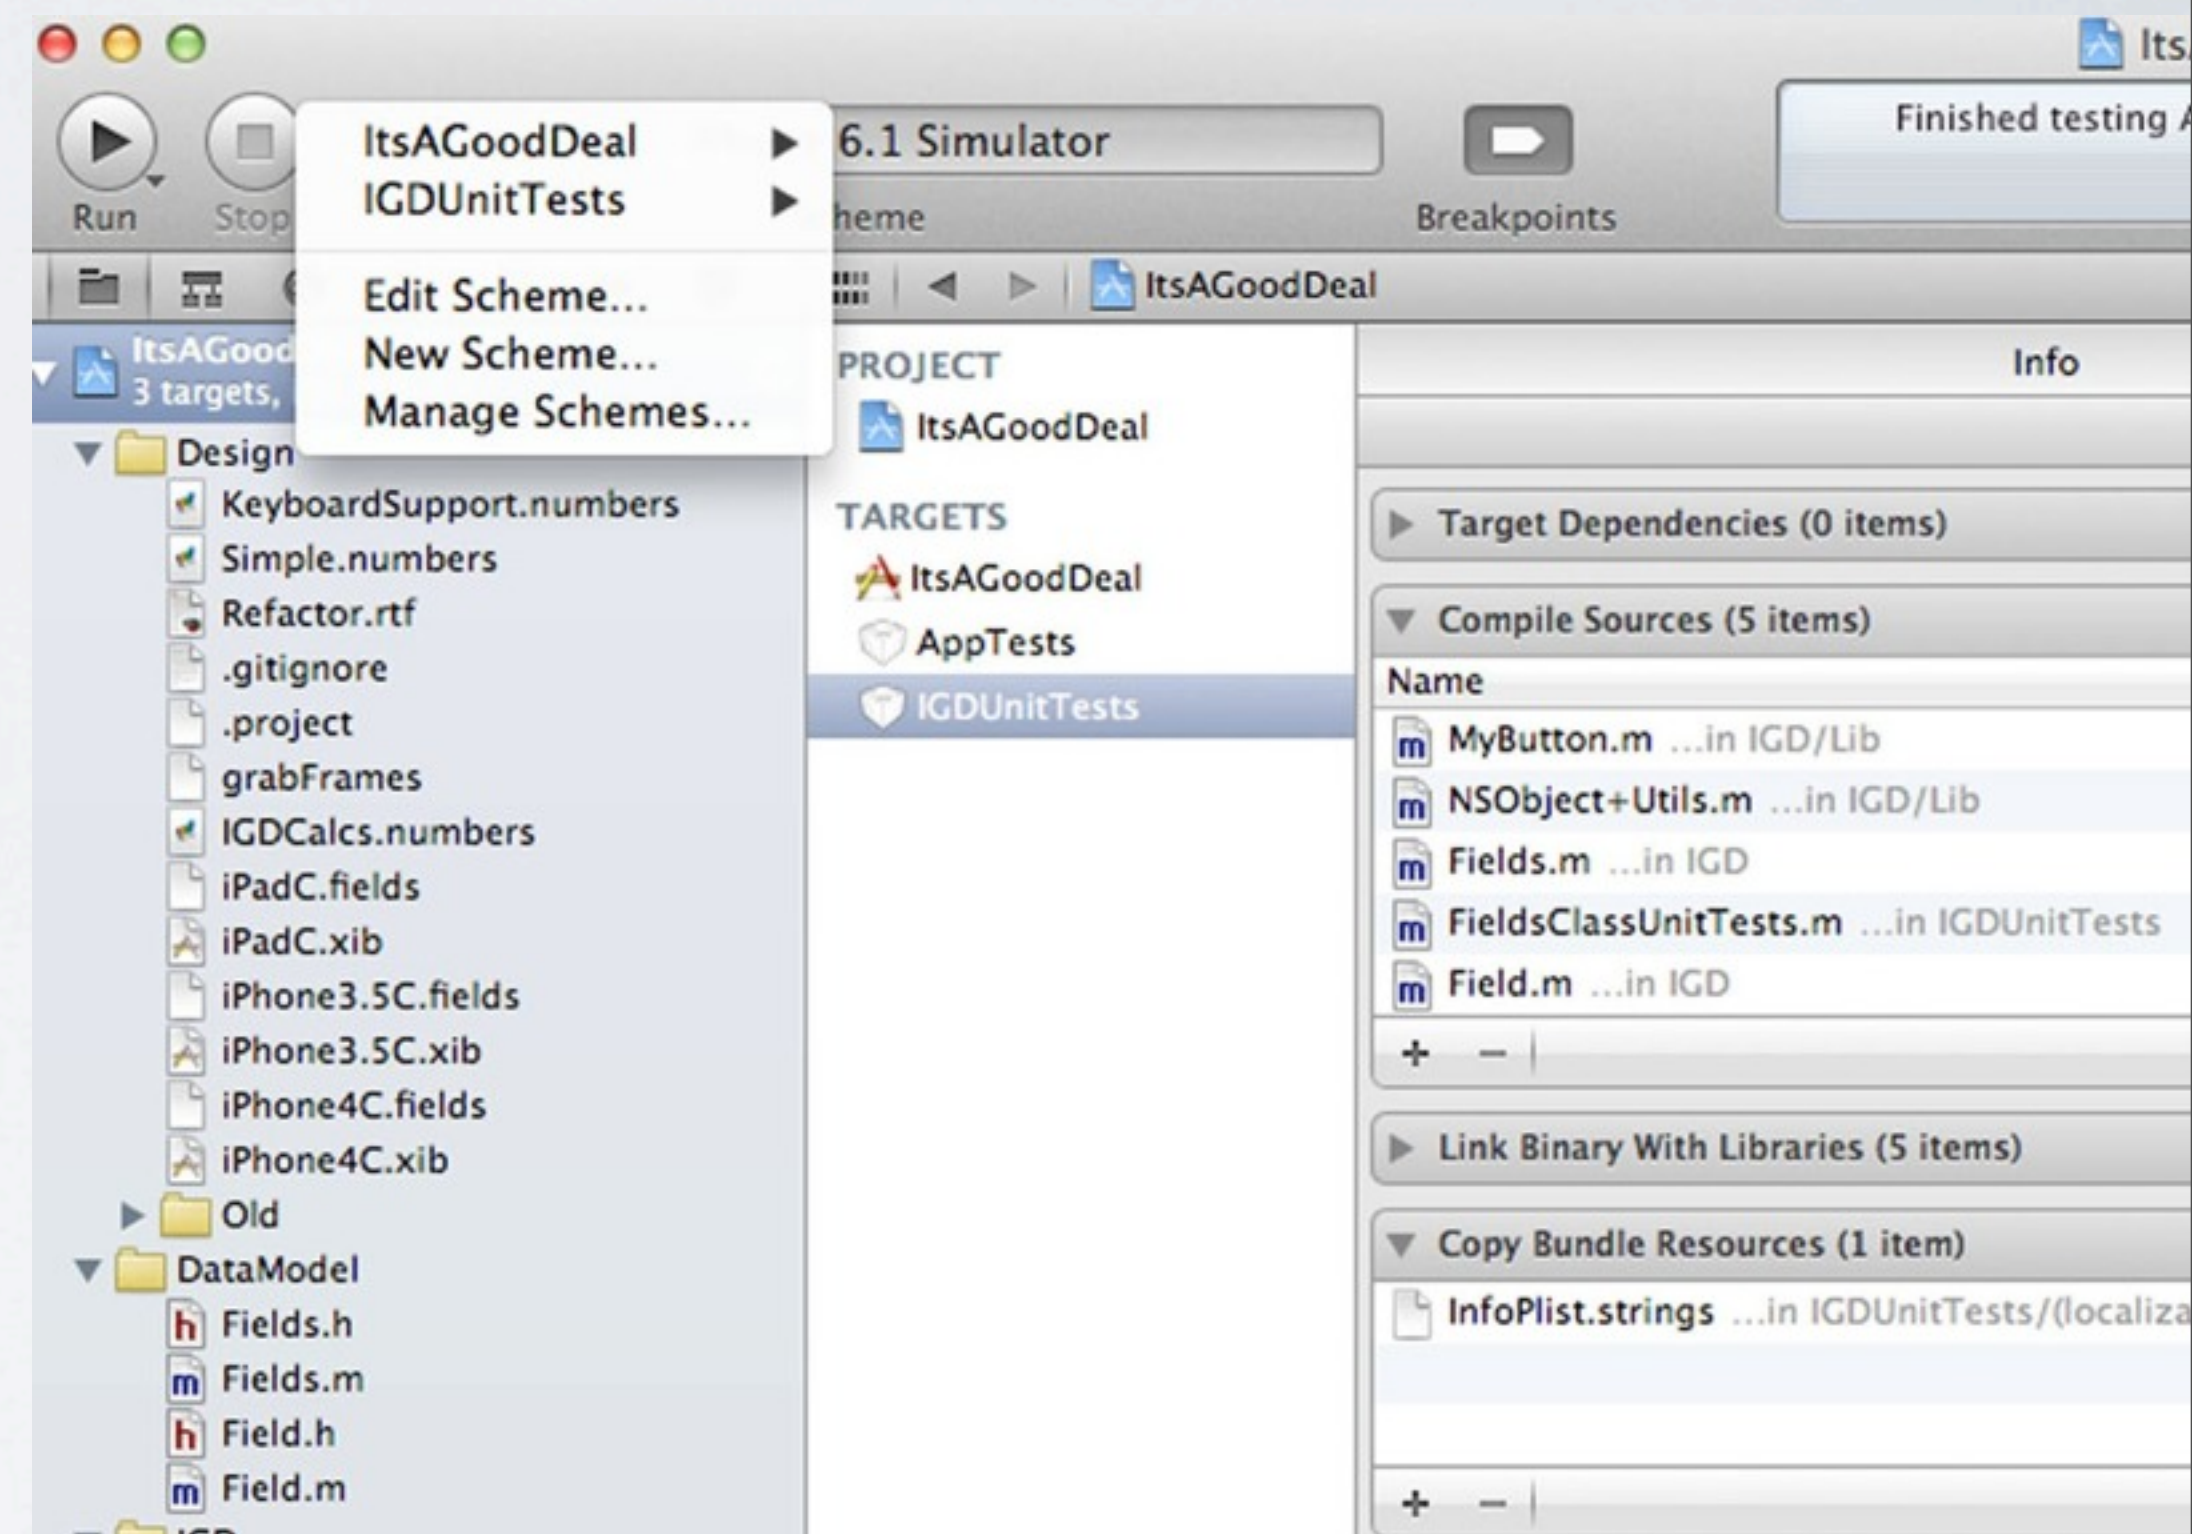 Its
ItsAGoodDeal
IGDUnitTests
Edit Scheme...
New Scheme...
Manage Schemes...
6.1 Simulator
Finished testing A
Run
Stop
heme
Breakpoints
ItsAGoodDeal
ItsAGood
3 targets,
Design
KeyboardSupport.numbers
Simple.numbers
Refactor.rtf
.gitignore
.project
grabFrames
IGDCalcs.numbers
iPadC.fields
iPadC.xib
iPhone3.5C.fields
iPhone3.5C.xib
iPhone4C.fields
iPhone4C.xib
Old
DataModel
h Fields.h
m Fields.m
h Field.h
m Field.m
PROJECT
ItsAGoodDeal
TARGETS
ItsAGoodDeal
AppTests
IGDUnitTests
Info
Target Dependencies (0 items)
Compile Sources (5 items)
Name
m MyButton.m ...in IGD/Lib
m NSObject+Utils.m ...in IGD/Lib
m Fields.m ...in IGD
m FieldsClassUnitTests.m ...in IGDUnitTests
m Field.m ...in IGD
+ −
Link Binary With Libraries (5 items)
Copy Bundle Resources (1 item)
InfoPlist.strings ...in IGDUnitTests/(localiza
+ −